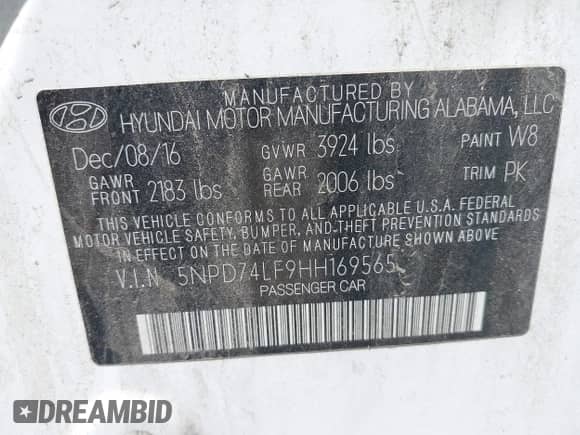 MANUFACTURED BY
HYUNDAI MOTOR MANUFACTURING ALABAMA, LLC
Dec/08/16 GVWR 3924 lbs PAINT W8
GAWR FRONT 2183 lbs GAWR REAR 2006 lbs TRIM PK
THIS VEHICLE CONFORMS TO ALL APPLICABLE U.S.A. FEDERAL
MOTOR VEHICLE SAFETY, BUMPER, AND THEFT PREVENTION STANDARDS
IN EFFECT ON THE DATE OF MANUFACTURE SHOWN ABOVE.
V.I.N 5NPD74LF9HH169565
PASSENGER CAR
DREAMBID